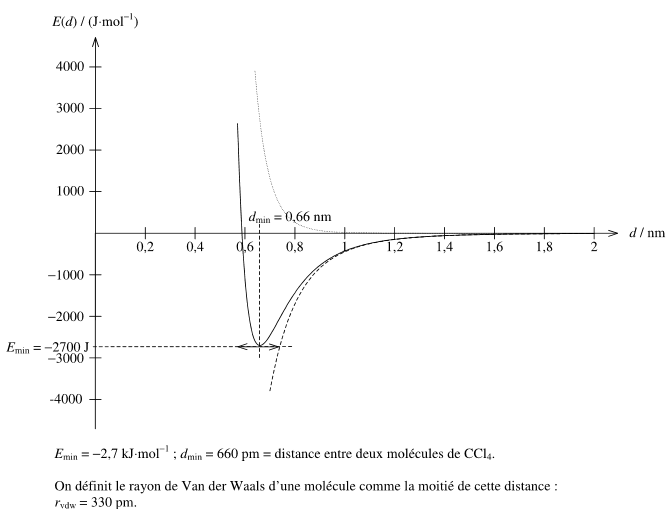 E(d) / (J·mol⁻¹)
4000
3000
2000
1000
d_min = 0,66 nm
0,2 0,4 0,6 0,8 1 1,2 1,4 1,6 1,8 2 d / nm
−1000
−2000
E_min = −2700 J
−3000
-4000
E_min = −2,7 kJ·mol⁻¹ ; d_min = 660 pm = distance entre deux molécules de CCl₄.
On définit le rayon de Van der Waals d’une molécule comme la moitié de cette distance :
r_vdw = 330 pm.